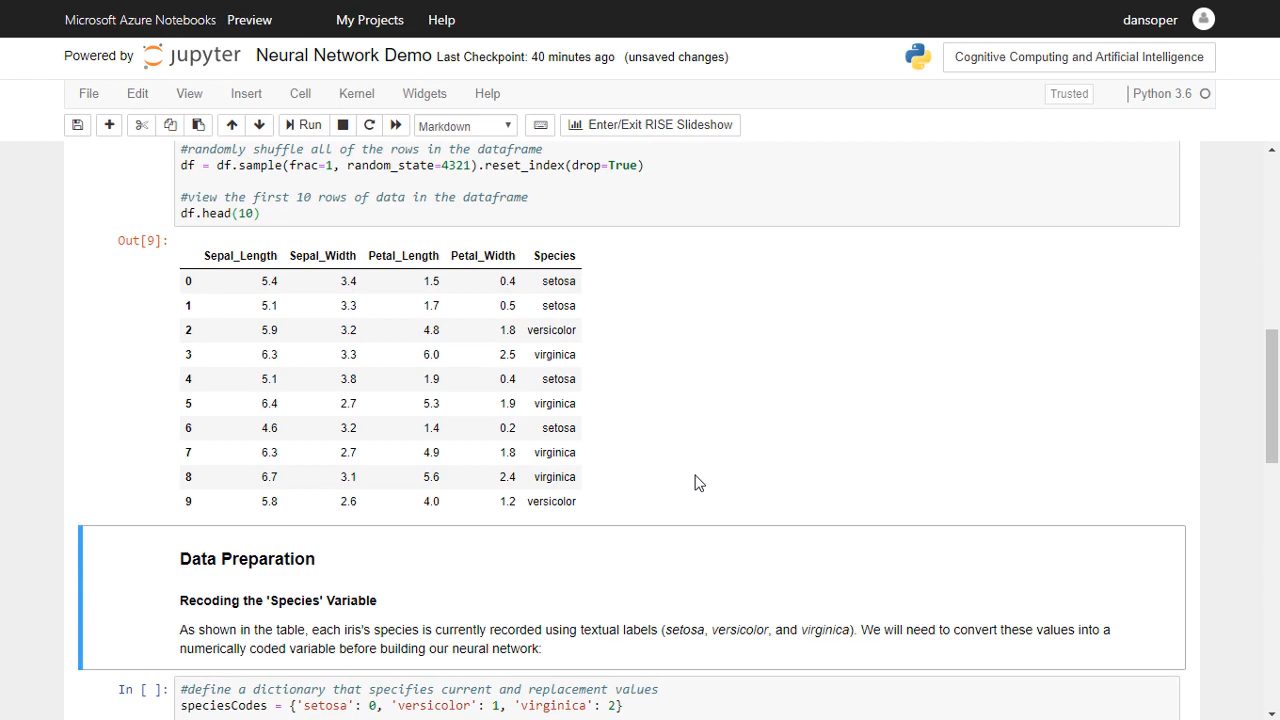 Microsoft Azure Notebooks Preview My Projects Help dansoper
Powered by jupyter Neural Network Demo Last Checkpoint: 40 minutes ago (unsaved changes) Cognitive Computing and Artificial Intelligence
File Edit View Insert Cell Kernel Widgets Help Trusted Python 3.6
Run Markdown Enter/Exit RISE Slideshow
#randomly shuffle all of the rows in the dataframe
df = df.sample(frac=1, random_state=4321).reset_index(drop=True)
#view the first 10 rows of data in the dataframe
df.head(10)
Out[9]:
Sepal_Length Sepal_Width Petal_Length Petal_Width Species
0 5.4 3.4 1.5 0.4 setosa
1 5.1 3.3 1.7 0.5 setosa
2 5.9 3.2 4.8 1.8 versicolor
3 6.3 3.3 6.0 2.5 virginica
4 5.1 3.8 1.9 0.4 setosa
5 6.4 2.7 5.3 1.9 virginica
6 4.6 3.2 1.4 0.2 setosa
7 6.3 2.7 4.9 1.8 virginica
8 6.7 3.1 5.6 2.4 virginica
9 5.8 2.6 4.0 1.2 versicolor
Data Preparation
Recoding the 'Species' Variable
As shown in the table, each iris's species is currently recorded using textual labels (setosa, versicolor, and virginica). We will need to convert these values into a
numerically coded variable before building our neural network:
In [ ]: #define a dictionary that specifies current and replacement values
speciesCodes = {'setosa': 0, 'versicolor': 1, 'virginica': 2}